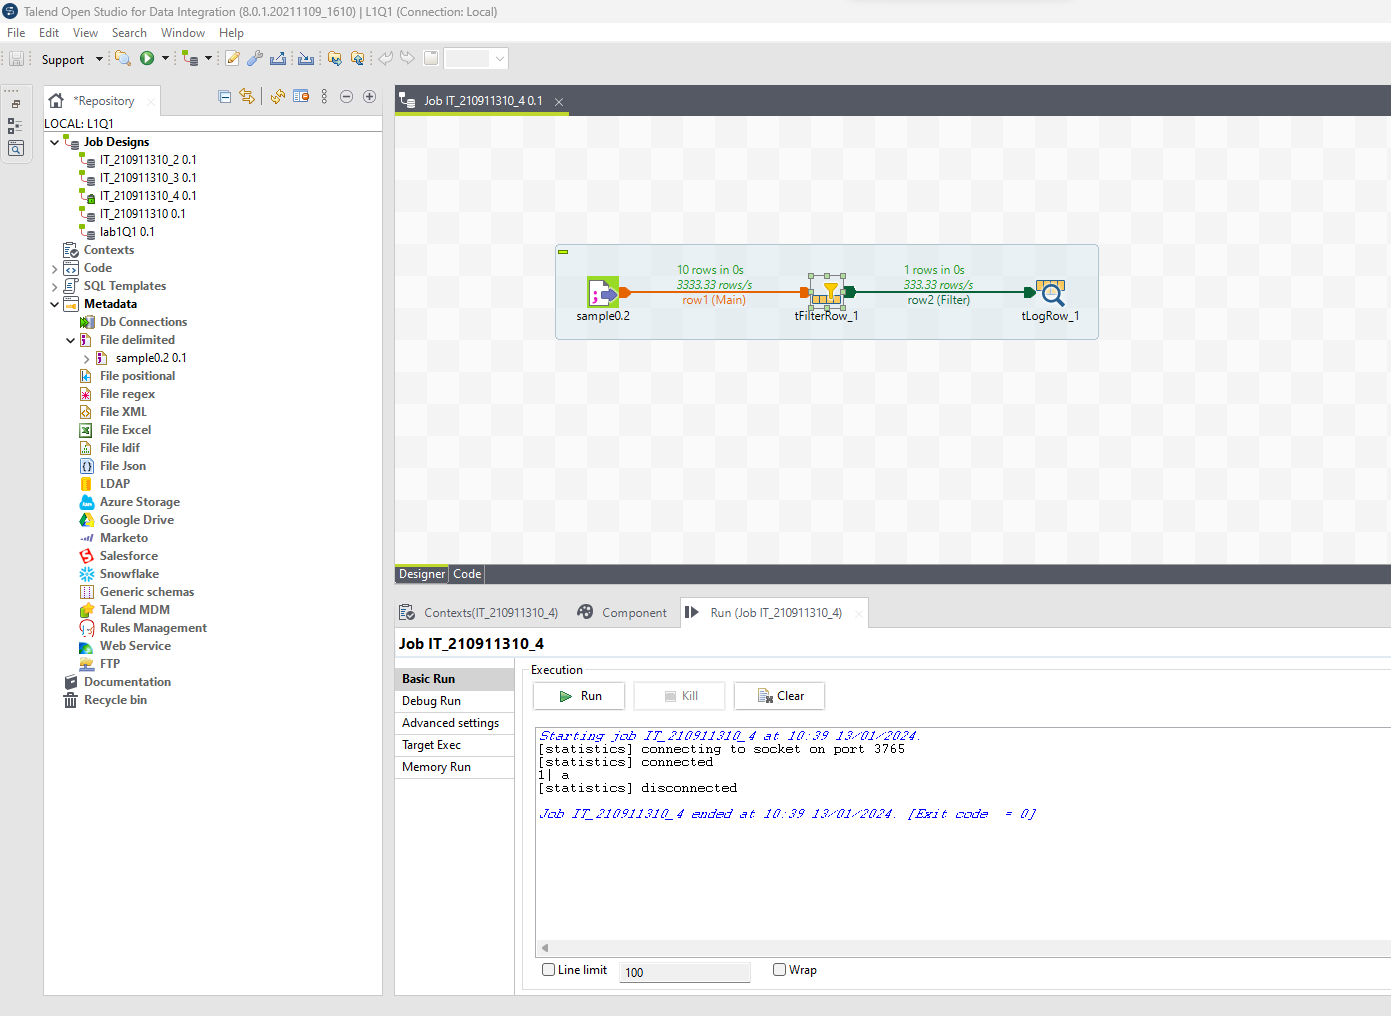 Talend Open Studio for Data Integration (8.0.1.20211109_1610) | L1Q1 (Connection: Local)
File Edit View Search Window Help
Support
*Repository
LOCAL: L1Q1
Job Designs
IT_210911310_2 0.1
IT_210911310_3 0.1
IT_210911310_4 0.1
IT_210911310 0.1
lab1Q1 0.1
Contexts
Code
SQL Templates
Metadata
Db Connections
File delimited
sample0.2 0.1
File positional
File regex
File XML
File Excel
File ldif
File Json
LDAP
Azure Storage
Google Drive
Marketo
Salesforce
Snowflake
Generic schemas
Talend MDM
Rules Management
Web Service
FTP
Documentation
Recycle bin
Job IT_210911310_4 0.1
10 rows in 0s
3333.33 rows/s
row1 (Main)
1 rows in 0s
333.33 rows/s
row2 (Filter)
sample0.2
tFilterRow_1
tLogRow_1
Designer Code
Contexts(IT_210911310_4) Component Run (Job IT_210911310_4)
Job IT_210911310_4
Basic Run
Debug Run
Advanced settings
Target Exec
Memory Run
Execution
Run Kill Clear
Starting job IT_210911310_4 at 10:39 13/01/2024.
[statistics] connecting to socket on port 3765
[statistics] connected
1| a
[statistics] disconnected
Job IT_210911310_4 ended at 10:39 13/01/2024. [Exit code  = 0]
Line limit 100 Wrap